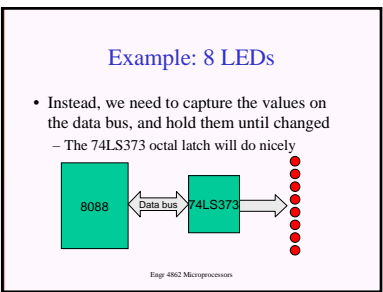 Example: 8 LEDs
• Instead, we need to capture the values on
the data bus, and hold them until changed
– The 74LS373 octal latch will do nicely
8088
Data bus
74LS373
Engr 4862 Microprocessors